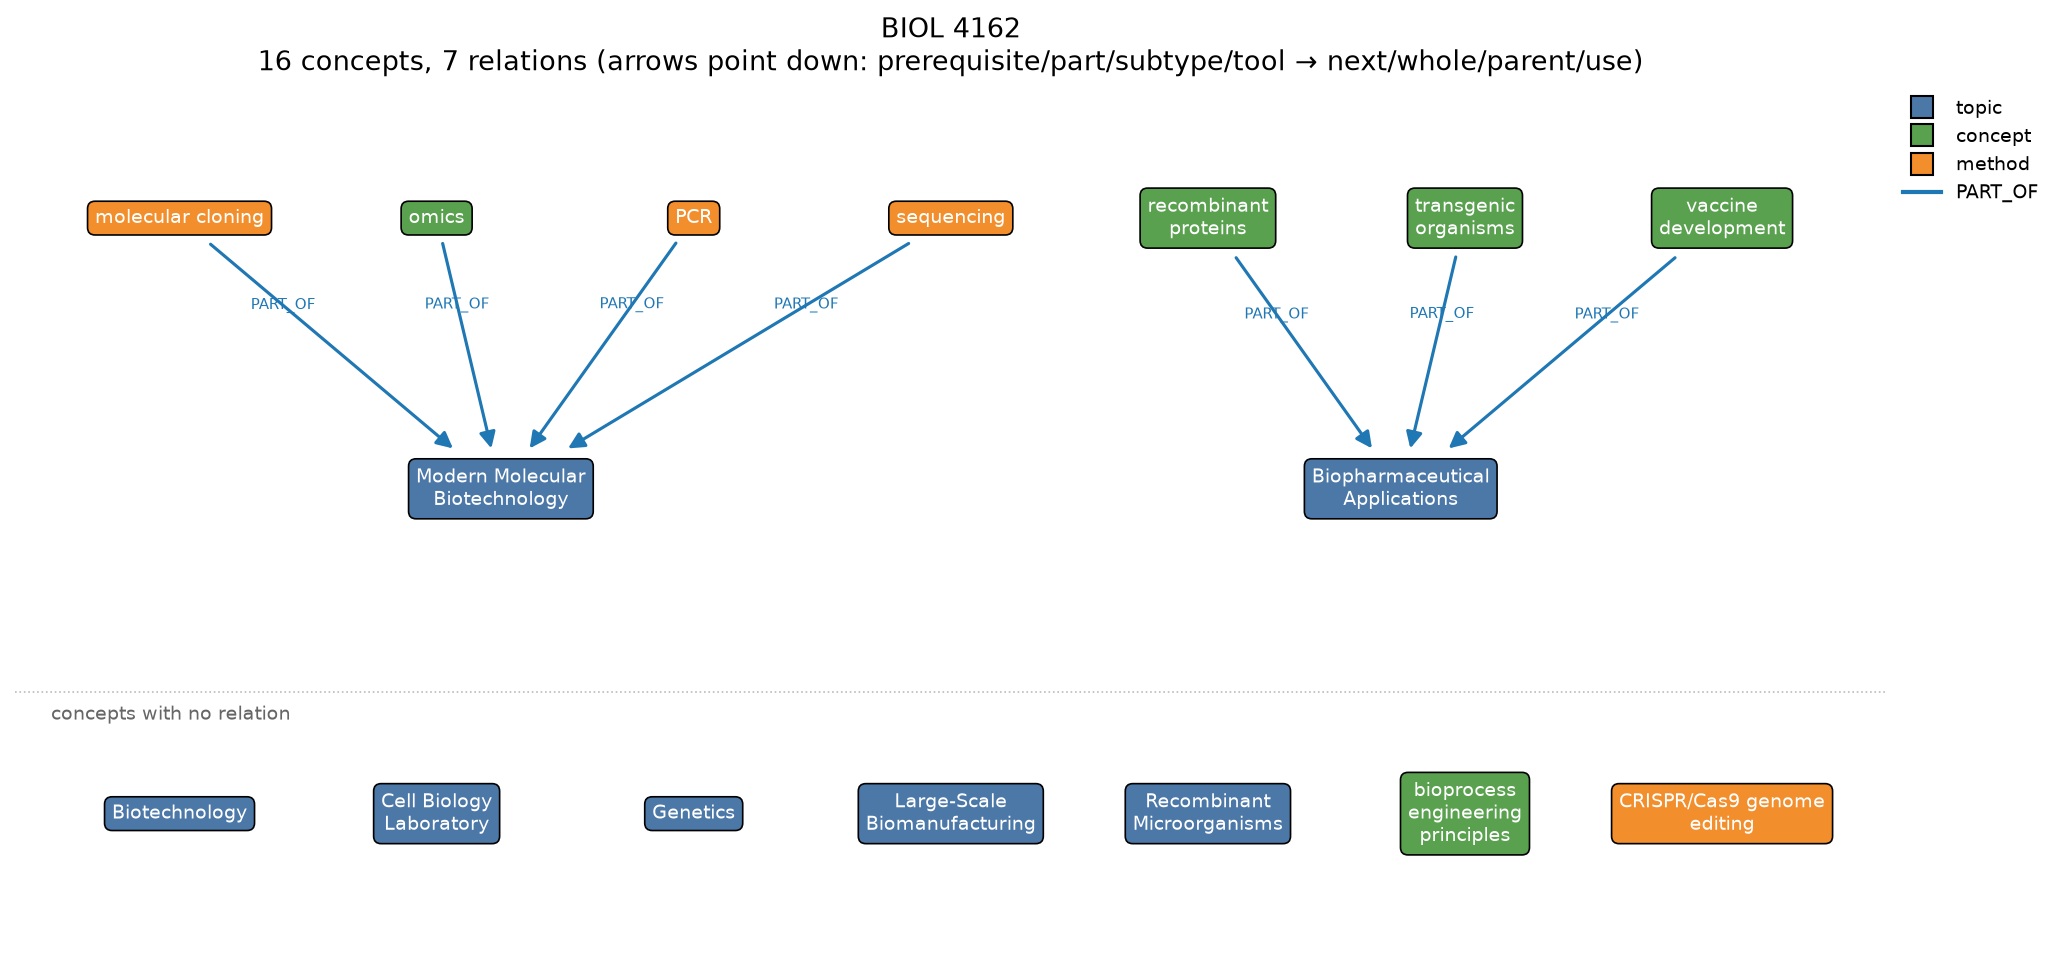 BIOL 4162
16 concepts, 7 relations (arrows point down: prerequisite/part/subtype/tool → next/whole/parent/use)
topic
concept
method
PART_OF
molecular cloning
omics
PCR
sequencing
recombinant
proteins
transgenic
organisms
vaccine
development
PART_OF
PART_OF
PART_OF
PART_OF
PART_OF
PART_OF
PART_OF
Modern Molecular
Biotechnology
Biopharmaceutical
Applications
concepts with no relation
Biotechnology
Cell Biology
Laboratory
Genetics
Large-Scale
Biomanufacturing
Recombinant
Microorganisms
bioprocess
engineering
principles
CRISPR/Cas9 genome
editing